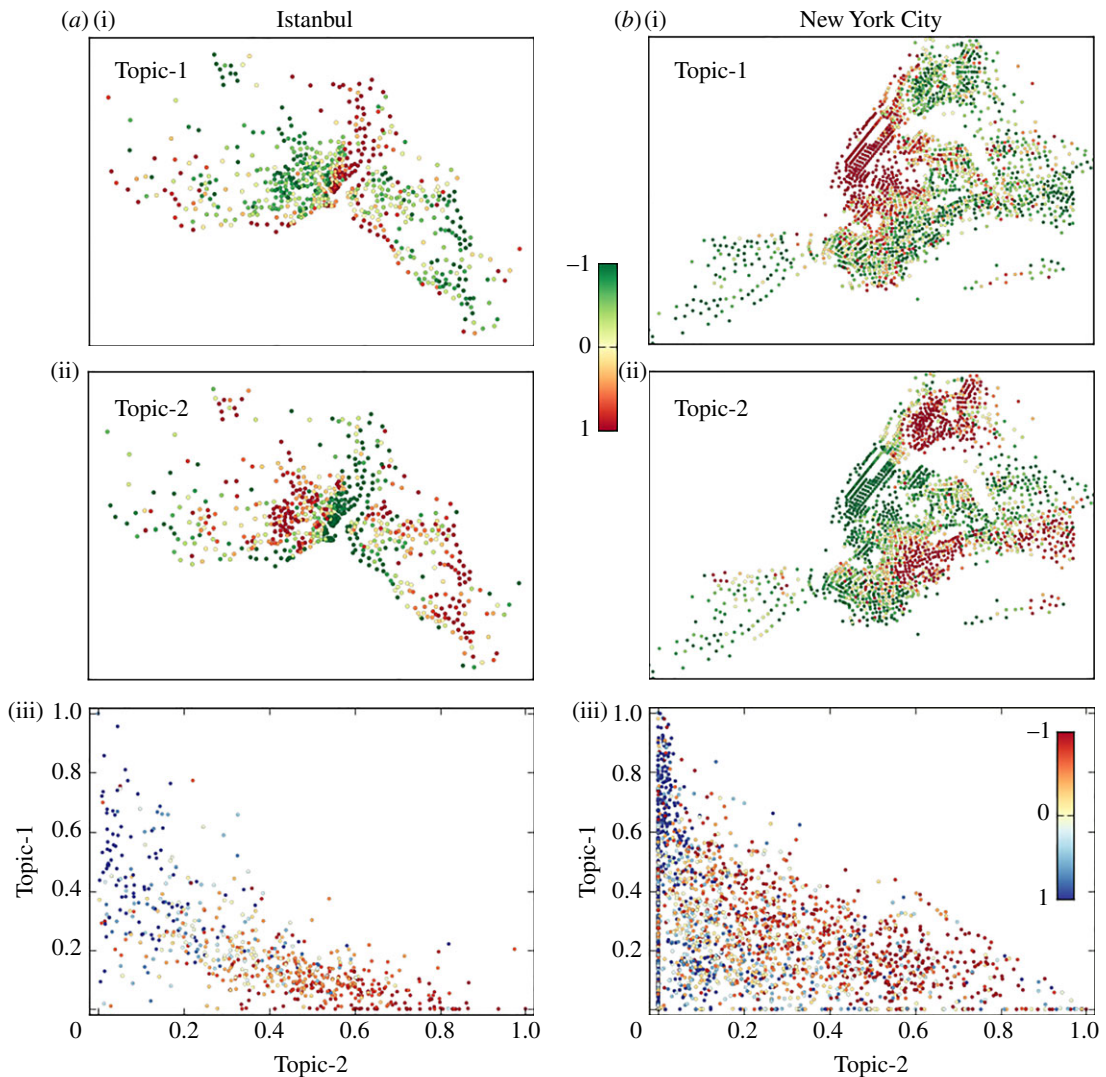 (a) (i) Istanbul
Topic-1
(b) (i) New York City
Topic-1
–1
0
1
(ii)
Topic-2
(ii)
Topic-2
(iii)
1.0
0.8
0.6
0.4
0.2
0 0.2 0.4 0.6 0.8 1.0
Topic-1
Topic-2
(iii)
1.0
0.8
0.6
0.4
0.2
0 0.2 0.4 0.6 0.8 1.0
Topic-1
Topic-2
–1
0
1